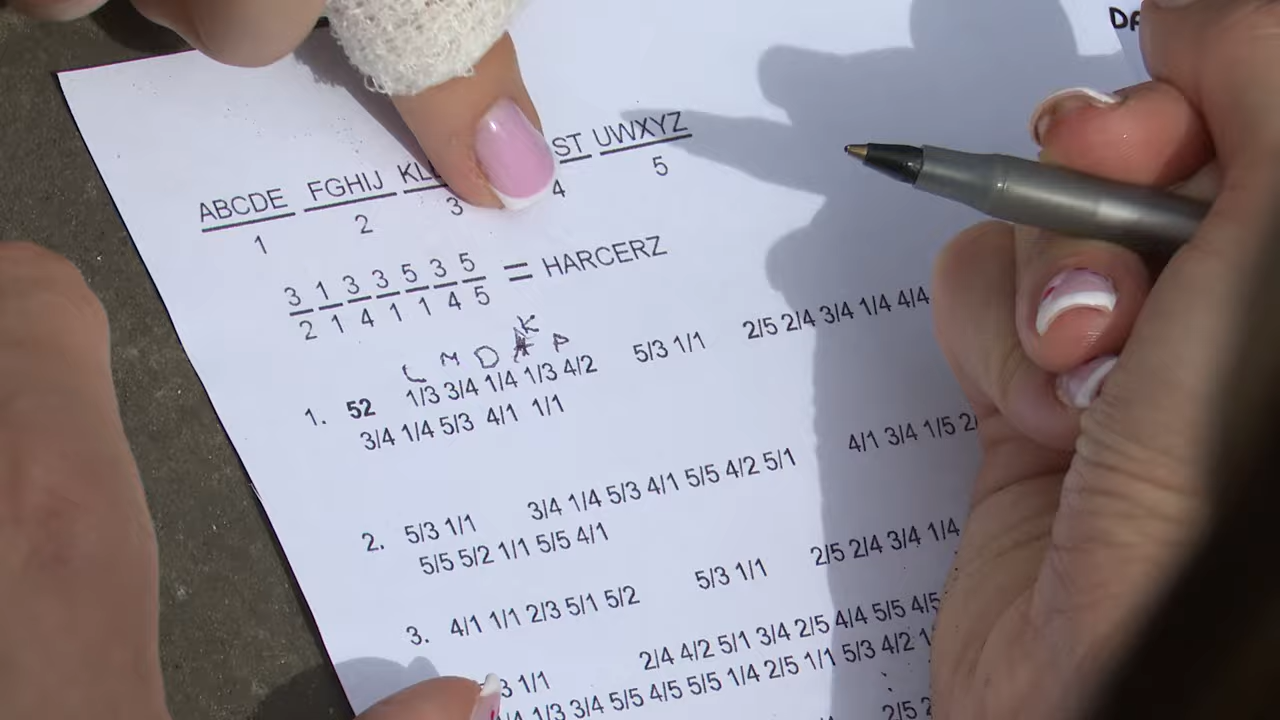 DA
ABCDE FGHIJ KL ST UWXYZ
1 2 3 4 5
3 1 3 3 5 3 5
2 1 4 1 1 4 5
= HARCERZ
K
L M D P
1. 52 1/3 3/4 1/4 1/3 4/2 5/3 1/1 2/5 2/4 3/4 1/4 4/4
3/4 1/4 5/3 4/1 1/1
2. 5/3 1/1 3/4 1/4 5/3 4/1 5/5 4/2 5/1 4/1 3/4 1/5 2/
5/5 5/2 1/1 5/5 4/1
3. 4/1 1/1 2/3 5/1 5/2 5/3 1/1 2/5 2/4 3/4 1/4
3 1/1 2/4 4/2 5/1 3/4 2/5 4/4 5/5 4/5
1/3 3/4 5/5 4/5 5/5 1/4 2/5 1/1 5/3 4/2 1
2/5 2